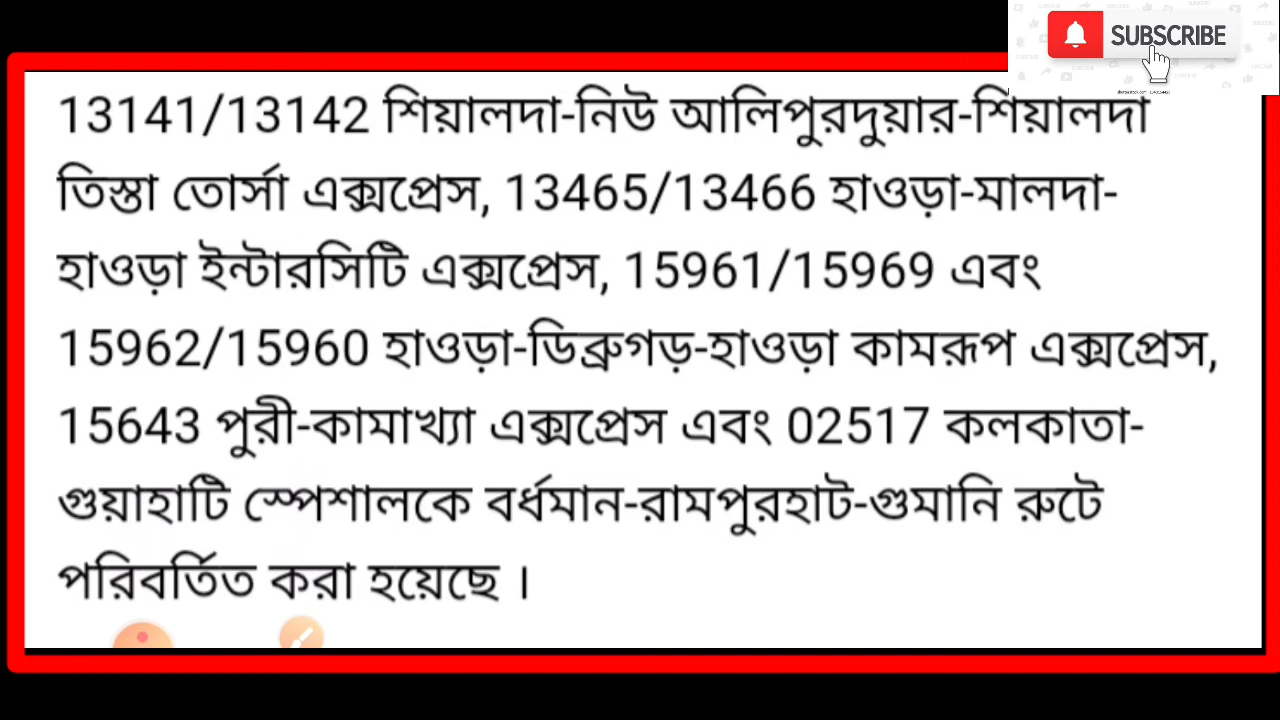 SUBSCRIBE
13141/13142 শিয়ালদা-নিউ আলিপুরদুয়ার-শিয়ালদা
তিস্তা তোর্সা এক্সপ্রেস, 13465/13466 হাওড়া-মালদা-
হাওড়া ইন্টারসিটি এক্সপ্রেস, 15961/15969 এবং
15962/15960 হাওড়া-ডিব্রুগড়-হাওড়া কামরূপ এক্সপ্রেস,
15643 পুরী-কামাখ্যা এক্সপ্রেস এবং 02517 কলকাতা-
গুয়াহাটি স্পেশালকে বর্ধমান-রামপুরহাট-গুমানি রুটে
পরিবর্তিত করা হয়েছে ।